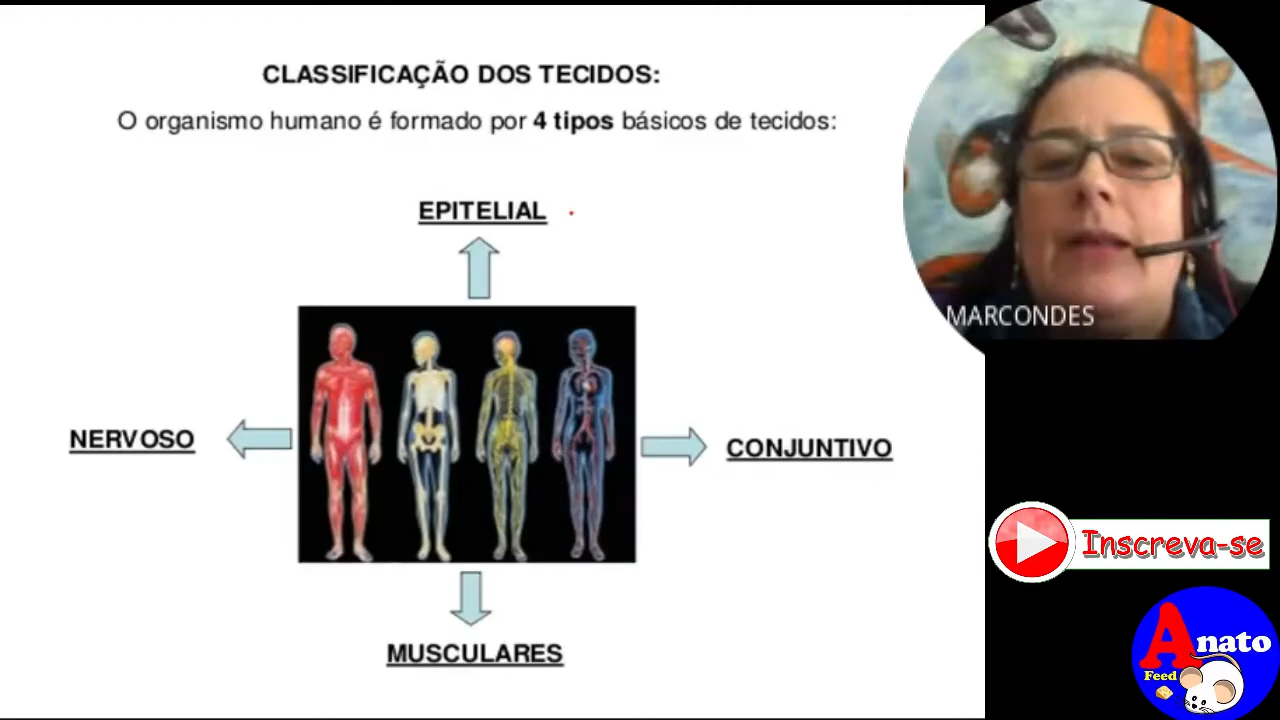 CLASSIFICAÇÃO DOS TECIDOS:
O organismo humano é formado por 4 tipos básicos de tecidos:
EPITELIAL
NERVOSO
CONJUNTIVO
MUSCULARES
MARCONDES
Inscreva-se
Anato
Feed